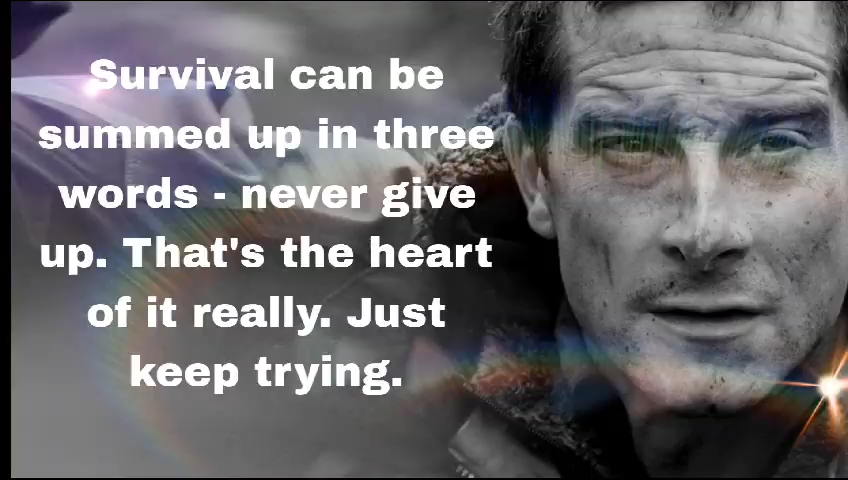 Survival can be
summed up in three
words - never give
up. That's the heart
of it really. Just
keep trying.